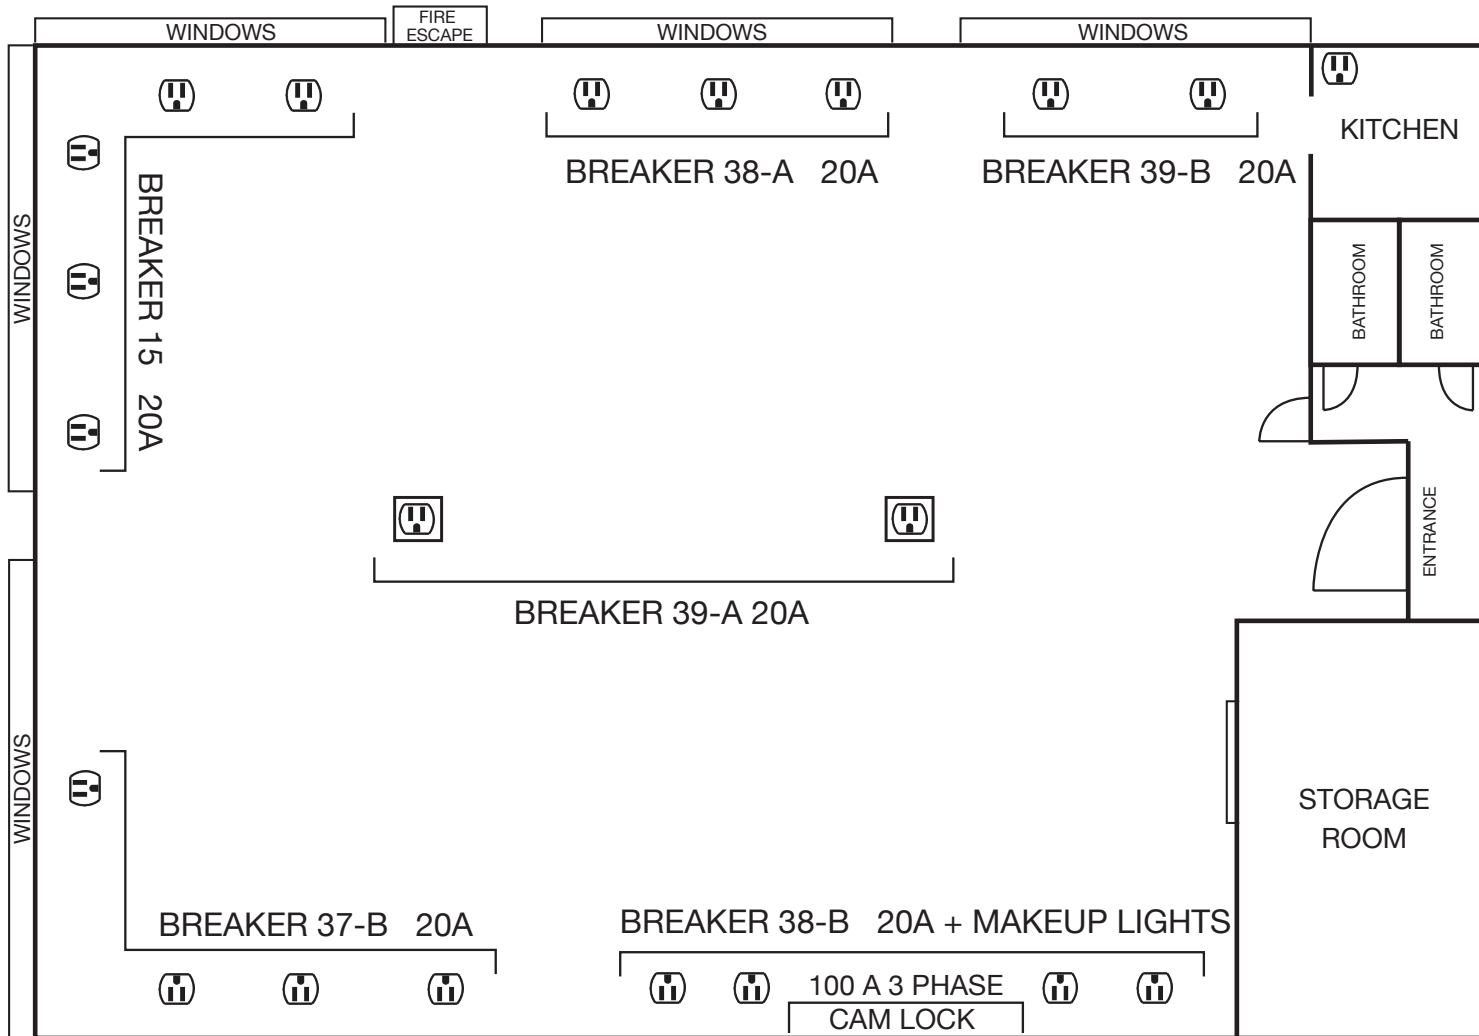 WINDOWS
FIRE
ESCAPE
WINDOWS
WINDOWS
KITCHEN
BREAKER 38-A 20A
BREAKER 39-B 20A
WINDOWS
BREAKER 15 20A
BATHROOM
BATHROOM
ENTRANCE
BREAKER 39-A 20A
WINDOWS
STORAGE
ROOM
BREAKER 37-B 20A
BREAKER 38-B 20A + MAKEUP LIGHTS
100 A 3 PHASE
CAM LOCK